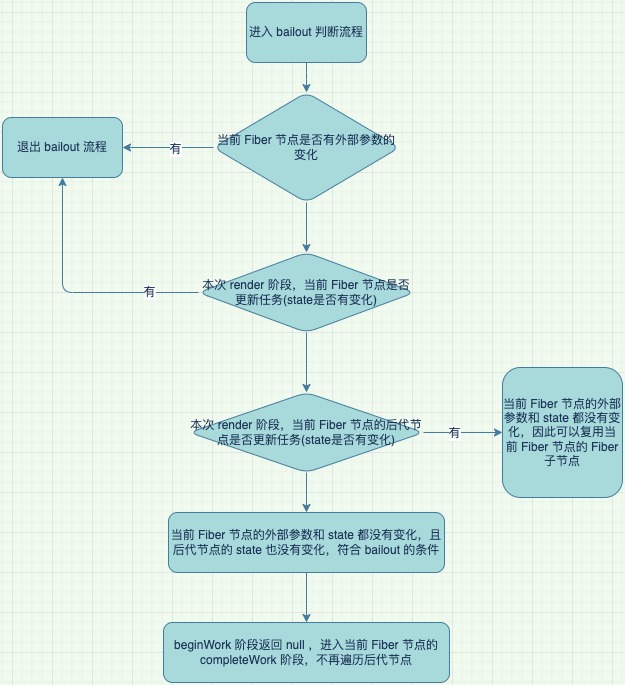 进入 bailout 判断流程
当前 Fiber 节点是否有外部参数的
变化
有
退出 bailout 流程
本次 render 阶段，当前 Fiber 节点是否
更新任务(state是否有变化)
有
本次 render 阶段，当前 Fiber 节点的后代节
点是否更新任务(state是否有变化)
有
当前 Fiber 节点的外部
参数和 state 都没有变
化，因此可以复用当
前 Fiber 节点的 Fiber
子节点
当前 Fiber 节点的外部参数和 state 都没有变化，且
后代节点的 state 也没有变化，符合 bailout 的条件
beginWork 阶段返回 null ，进入当前 Fiber 节点的
completeWork 阶段，不再遍历后代节点